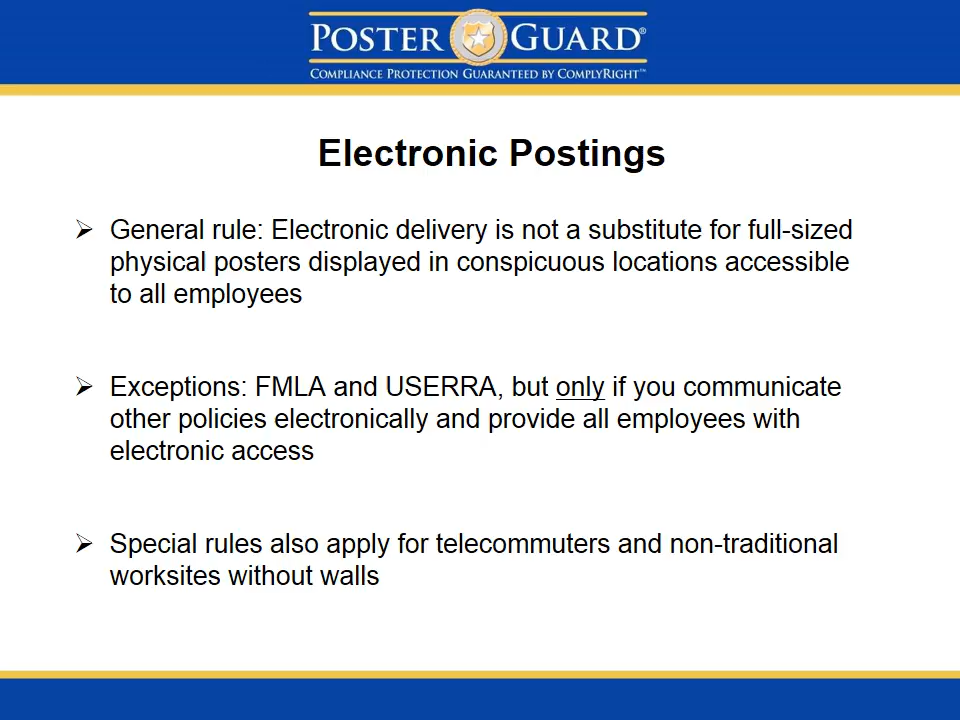 POSTER GUARD®
COMPLIANCE PROTECTION GUARANTEED BY COMPLYRIGHT™
Electronic Postings
General rule: Electronic delivery is not a substitute for full-sized
physical posters displayed in conspicuous locations accessible
to all employees
Exceptions: FMLA and USERRA, but only if you communicate
other policies electronically and provide all employees with
electronic access
Special rules also apply for telecommuters and non-traditional
worksites without walls